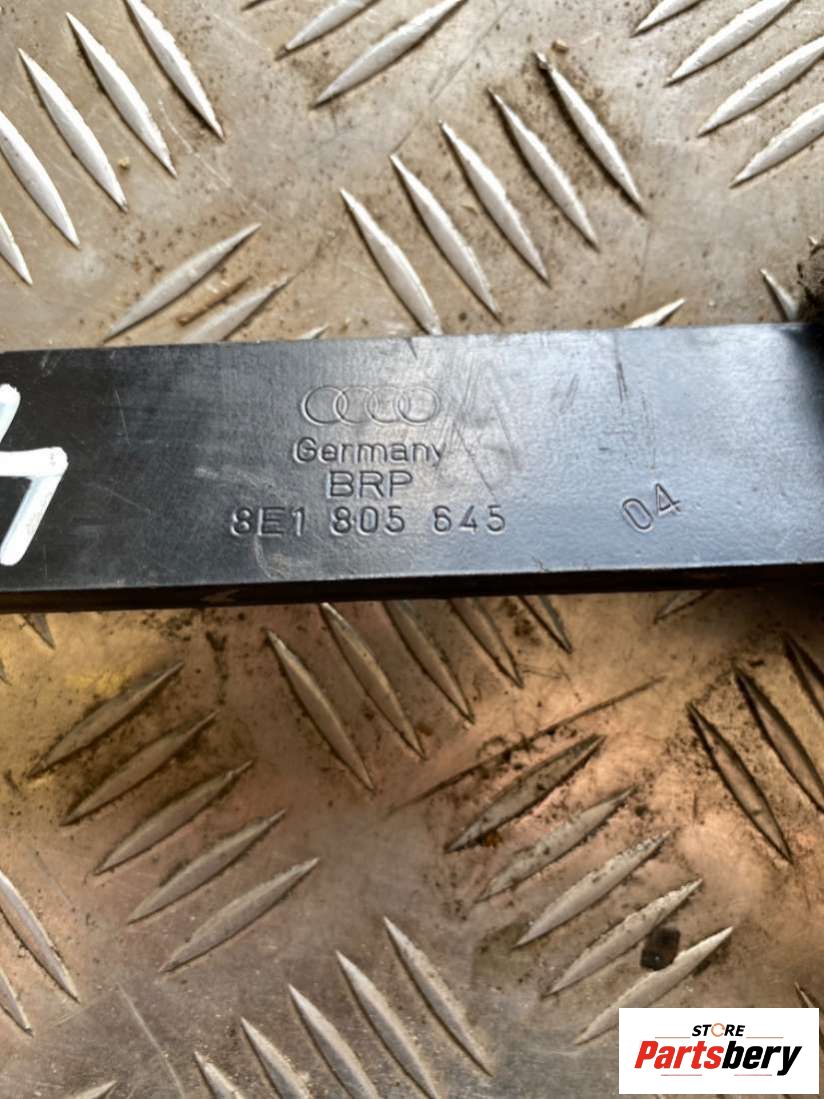 Germany
BRP
8E1 805 645
04
STORE
Partsbery